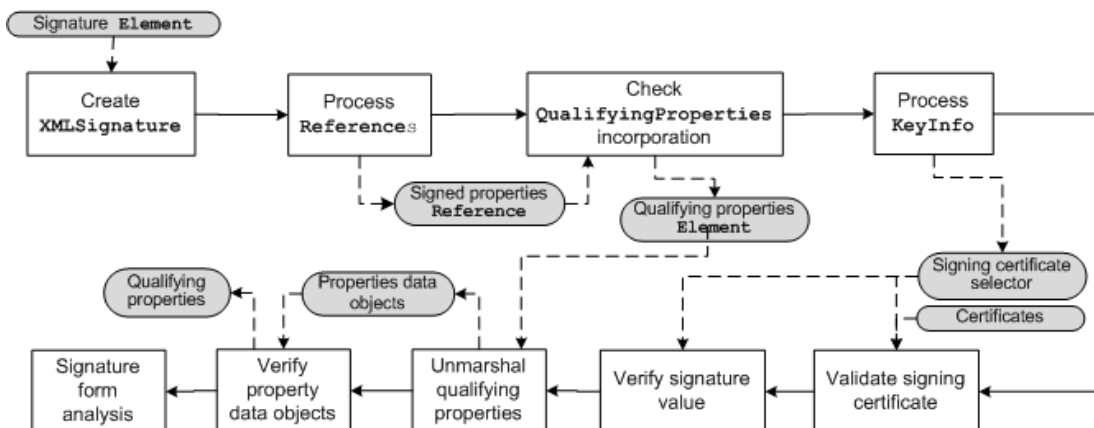 Signature Element
Create
XMLSignature
Process
References
Check
QualifyingProperties
incorporation
Process
KeyInfo
Signed properties
Reference
Qualifying properties
Element
Signing certificate
selector
Certificates
Qualifying
properties
Properties data
objects
Signature
form
analysis
Verify
property
data objects
Unmarshal
qualifying
properties
Verify signature
value
Validate signing
certificate